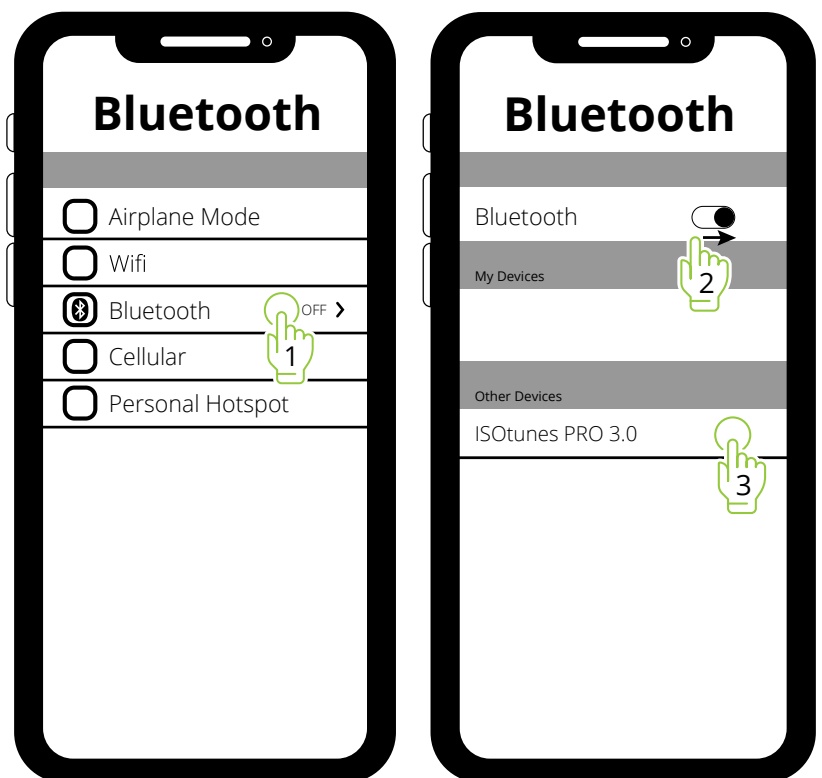 Bluetooth
Airplane Mode
Wifi
Bluetooth OFF
1
Cellular
Personal Hotspot
Bluetooth
Bluetooth
2
My Devices
Other Devices
ISOtunes PRO 3.0
3